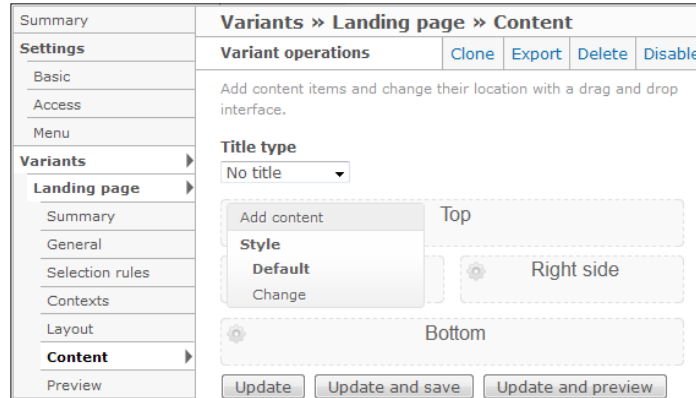 Summary
Settings
Basic
Access
Menu
Variants
Landing page
Summary
General
Selection rules
Contexts
Layout
Content
Preview
Variants » Landing page » Content
Variant operations Clone Export Delete Disable
Add content items and change their location with a drag and drop
interface.
Title type
No title
Add content
Style
Default
Change
Top
Right side
Bottom
Update Update and save Update and preview